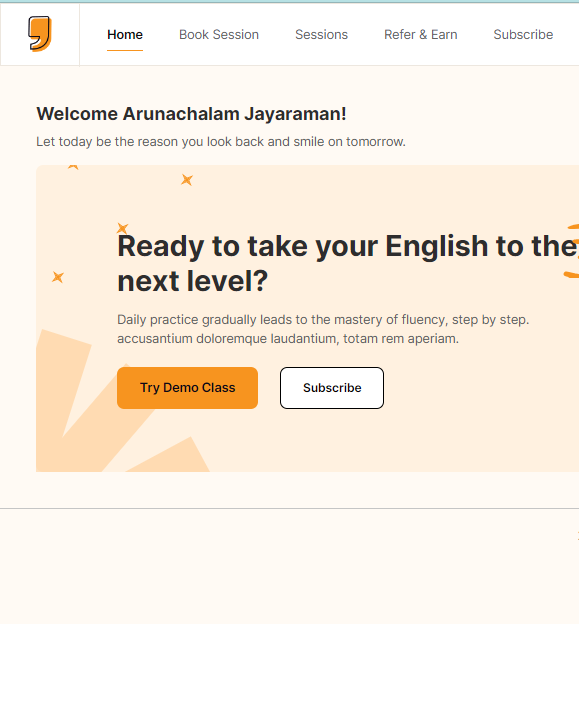 Home Book Session Sessions Refer & Earn Subscribe
Welcome Arunachalam Jayaraman!
Let today be the reason you look back and smile on tomorrow.
Ready to take your English to the
next level?
Daily practice gradually leads to the mastery of fluency, step by step.
accusantium doloremque laudantium, totam rem aperiam.
Try Demo Class Subscribe